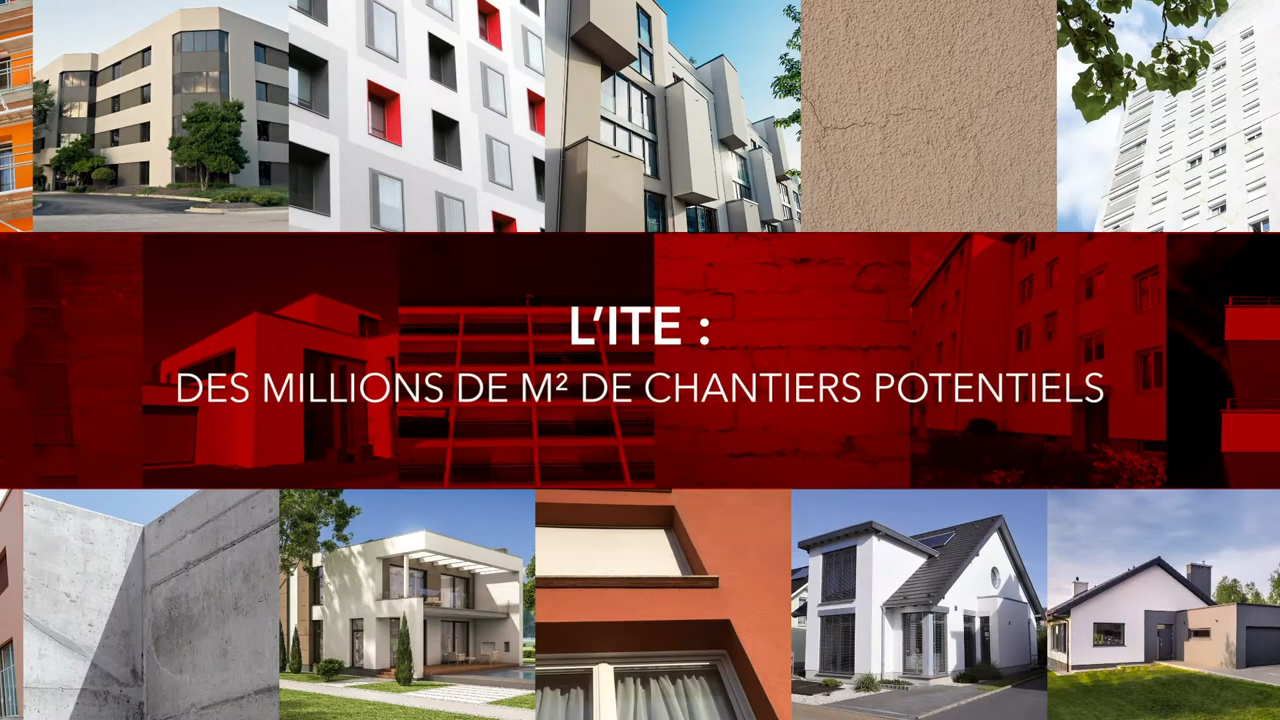 L’ITE :
DES MILLIONS DE M² DE CHANTIERS POTENTIELS